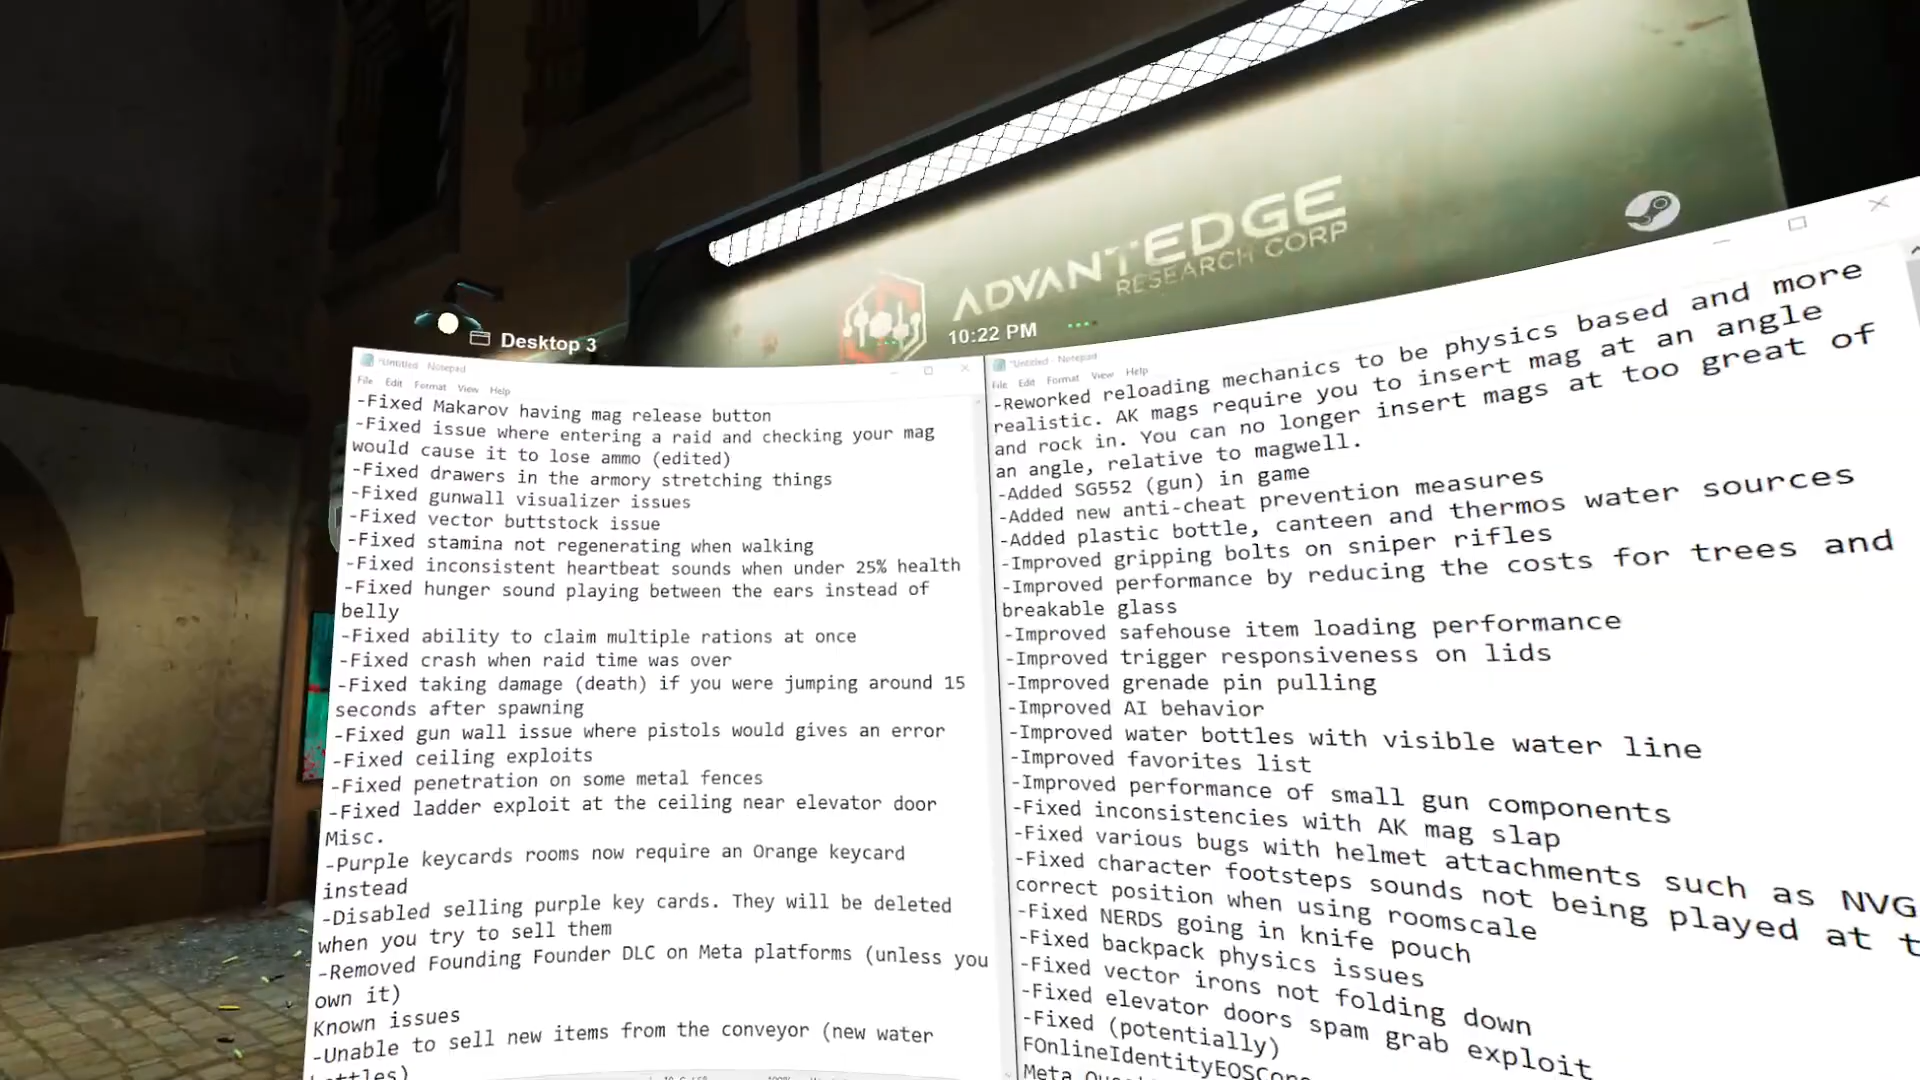 ADVANTEDGE
RESEARCH CORP
Desktop 3
10:22 PM
*Untitled - Notepad
File Edit Format View Help
-Fixed Makarov having mag release button
-Fixed issue where entering a raid and checking your mag
would cause it to lose ammo (edited)
-Fixed drawers in the armory stretching things
-Fixed gunwall visualizer issues
-Fixed vector buttstock issue
-Fixed stamina not regenerating when walking
-Fixed inconsistent heartbeat sounds when under 25% health
-Fixed hunger sound playing between the ears instead of
belly
-Fixed ability to claim multiple rations at once
-Fixed crash when raid time was over
-Fixed taking damage (death) if you were jumping around 15
seconds after spawning
-Fixed gun wall issue where pistols would gives an error
-Fixed ceiling exploits
-Fixed penetration on some metal fences
-Fixed ladder exploit at the ceiling near elevator door
Misc.
-Purple keycards rooms now require an Orange keycard
instead
-Disabled selling purple key cards. They will be deleted
when you try to sell them
-Removed Founding Founder DLC on Meta platforms (unless you
own it)
Known issues
-Unable to sell new items from the conveyor (new water
bottles)
*Untitled - Notepad
File Edit Format View Help
-Reworked reloading mechanics to be physics based and more
realistic. AK mags require you to insert mag at an angle
and rock in. You can no longer insert mags at too great of
an angle, relative to magwell.
-Added SG552 (gun) in game
-Added new anti-cheat prevention measures
-Added plastic bottle, canteen and thermos water sources
-Improved gripping bolts on sniper rifles
-Improved performance by reducing the costs for trees and
breakable glass
-Improved safehouse item loading performance
-Improved trigger responsiveness on lids
-Improved grenade pin pulling
-Improved AI behavior
-Improved water bottles with visible water line
-Improved favorites list
-Improved performance of small gun components
-Fixed inconsistencies with AK mag slap
-Fixed various bugs with helmet attachments such as NVG
-Fixed character footsteps sounds not being played at t
correct position when using roomscale
-Fixed NERDS going in knife pouch
-Fixed backpack physics issues
-Fixed vector irons not folding down
-Fixed elevator doors spam grab exploit
-Fixed (potentially)
FOnlineIdentityEOSCore
Meta